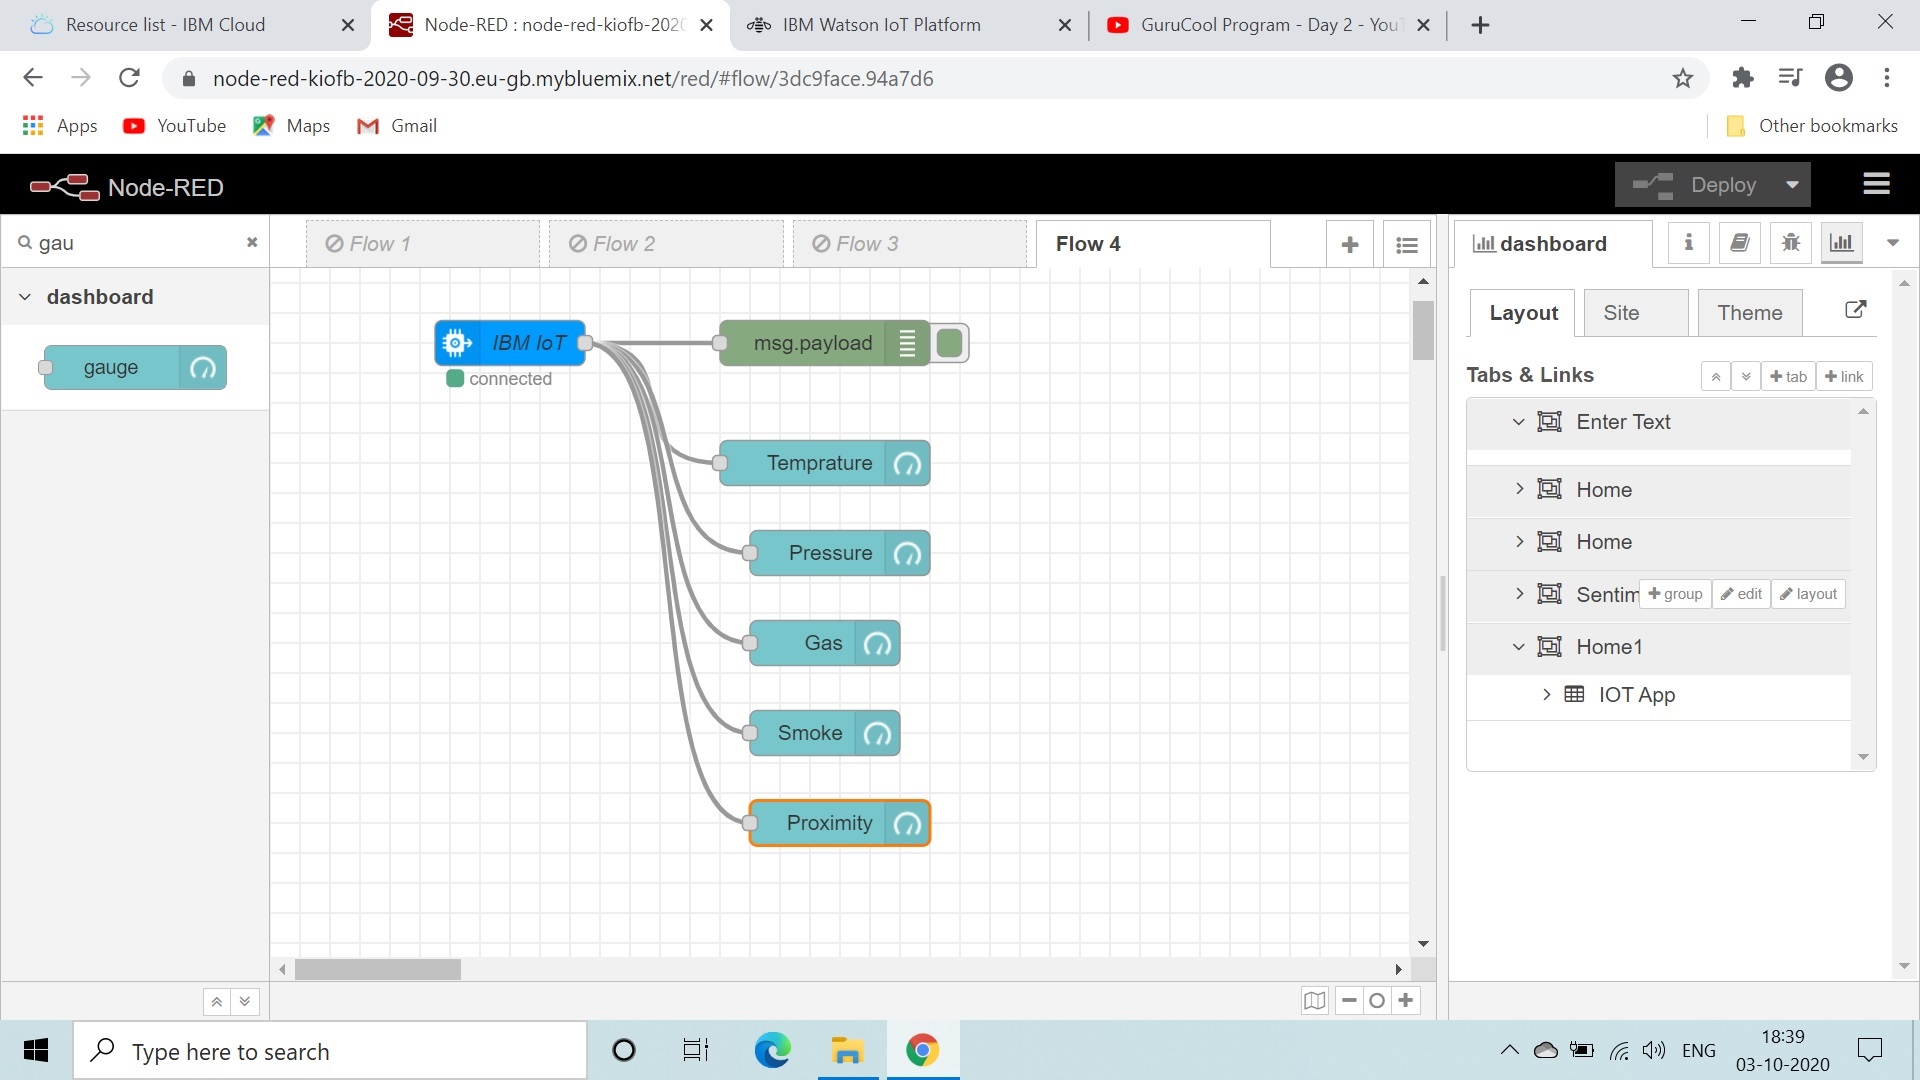 Resource list - IBM Cloud
Node-RED : node-red-kiofb-2020
IBM Watson IoT Platform
GuruCool Program - Day 2 - YouT
node-red-kiofb-2020-09-30.eu-gb.mybluemix.net/red/#flow/3dc9face.94a7d6
Apps
YouTube
Maps
Gmail
Other bookmarks
Node-RED
Deploy
gau
Flow 1
Flow 2
Flow 3
Flow 4
dashboard
dashboard
gauge
IBM IoT
connected
msg.payload
Temprature
Pressure
Gas
Smoke
Proximity
Layout
Site
Theme
Tabs & Links
tab
link
Enter Text
Home
Home
Sentim
group
edit
layout
Home1
IOT App
Type here to search
ENG
18:39
03-10-2020